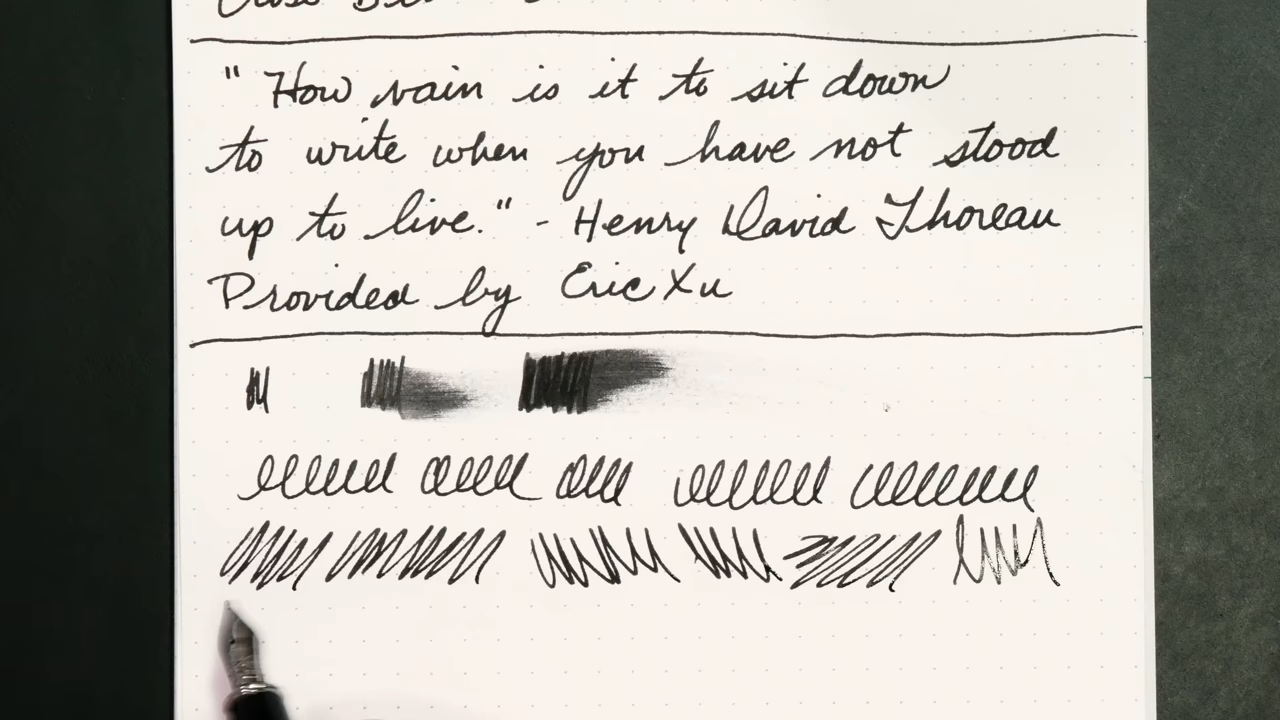 "How vain is it to sit down
to write when you have not stood
up to live." - Henry David Thoreau
Provided by Eric Xu